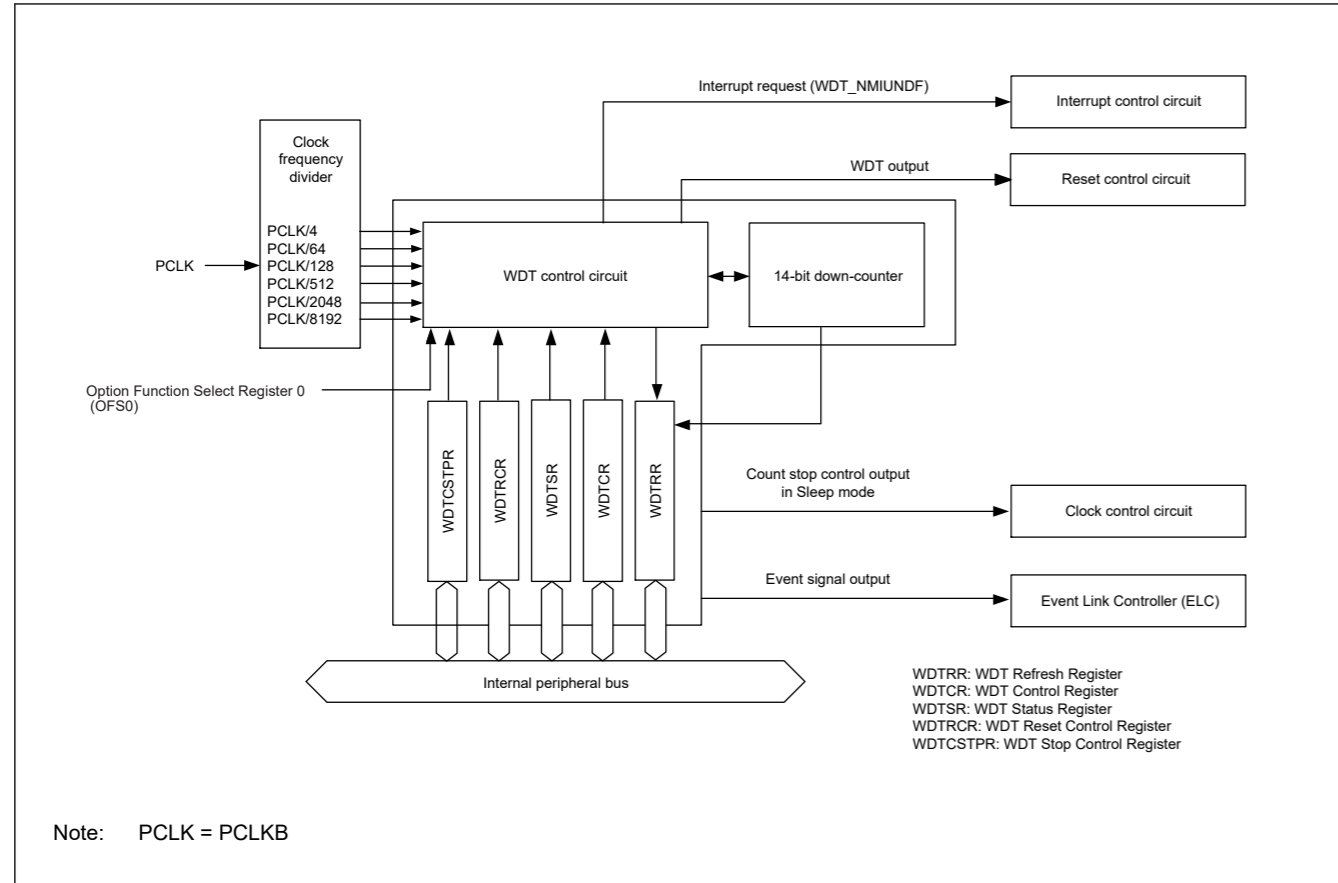 Interrupt request (WDT_NMIUNDF)
Interrupt control circuit
Clock
frequency
divider
WDT output
Reset control circuit
PCLK/4
PCLK/64
PCLK/128
PCLK/512
PCLK/2048
PCLK/8192
PCLK
WDT control circuit
14-bit down-counter
Option Function Select Register 0
(OFS0)
WDTCSTPR
WDTRCR
WDTSR
WDTCR
WDTRR
Count stop control output
in Sleep mode
Clock control circuit
Event signal output
Event Link Controller (ELC)
Internal peripheral bus
WDTRR: WDT Refresh Register
WDTCR: WDT Control Register
WDTSR: WDT Status Register
WDTRCR: WDT Reset Control Register
WDTCSTPR: WDT Stop Control Register
Note: PCLK = PCLKB